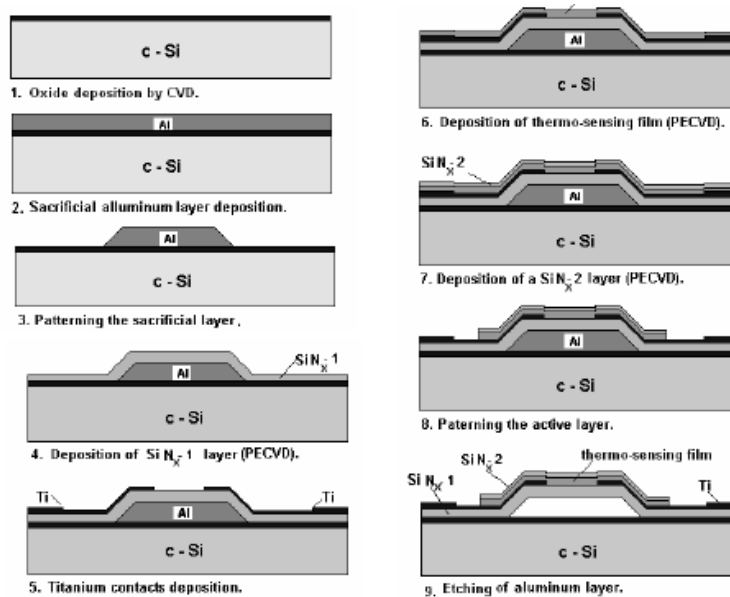 c - Si
1. Oxide deposition by CVD.
Al
c - Si
2. Sacrificial alluminum layer deposition.
Al
c - Si
3. Patterning the sacrificial layer.
SiNx-1
Al
c - Si
4. Deposition of SiNx-1 layer (PECVD).
Ti
Ti
Al
c - Si
5. Titanium contacts deposition.
Al
c - Si
6. Deposition of thermo-sensing film (PECVD).
SiNx-2
Al
c - Si
7. Deposition of a SiNx-2 layer (PECVD).
Al
c - Si
8. Paterning the active layer.
thermo-sensing film
SiNx-2
SiNx-1
Ti
c - Si
9. Etching of aluminum layer.